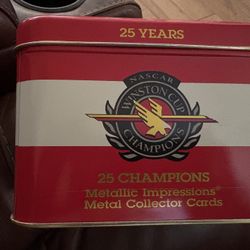 25 YEARS
NASCAR
WINSTON CUP
CHAMPIONS
25 CHAMPIONS
Metallic Impressions®
Metal Collector Cards